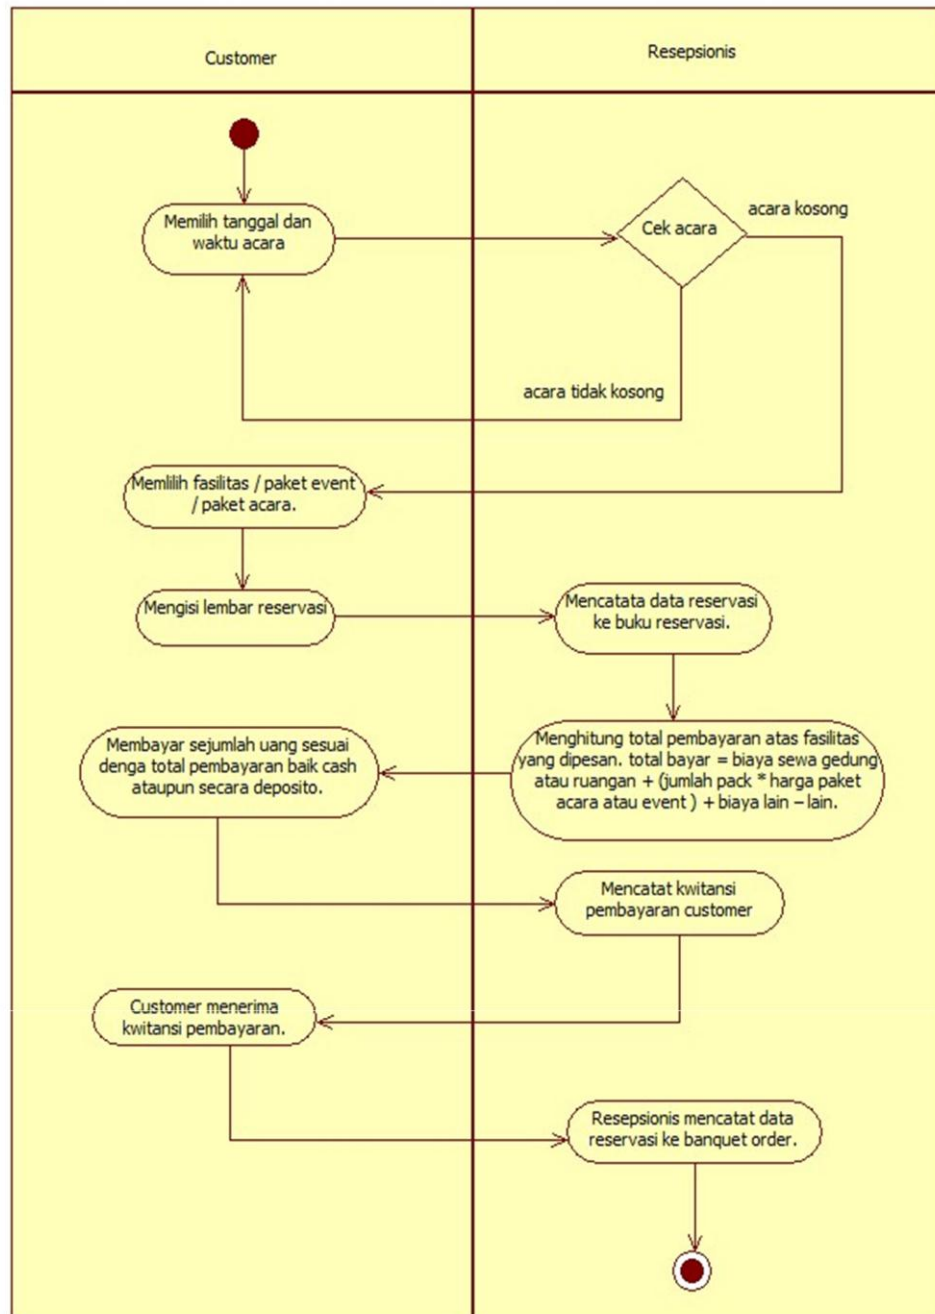 Customer
Resepsionis
Memilih tanggal dan
waktu acara
Cek acara
acara kosong
acara tidak kosong
Memlilih fasilitas / paket event
/ paket acara.
Mengisi lembar reservasi
Mencatata data reservasi
ke buku reservasi.
Menghitung total pembayaran atas fasilitas
yang dipesan. total bayar = biaya sewa gedung
atau ruangan + (jumlah pack * harga paket
acara atau event ) + biaya lain – lain.
Membayar sejumlah uang sesuai
denga total pembayaran baik cash
ataupun secara deposito.
Mencatat kwitansi
pembayaran customer
Customer menerima
kwitansi pembayaran.
Resepsionis mencatat data
reservasi ke banquet order.